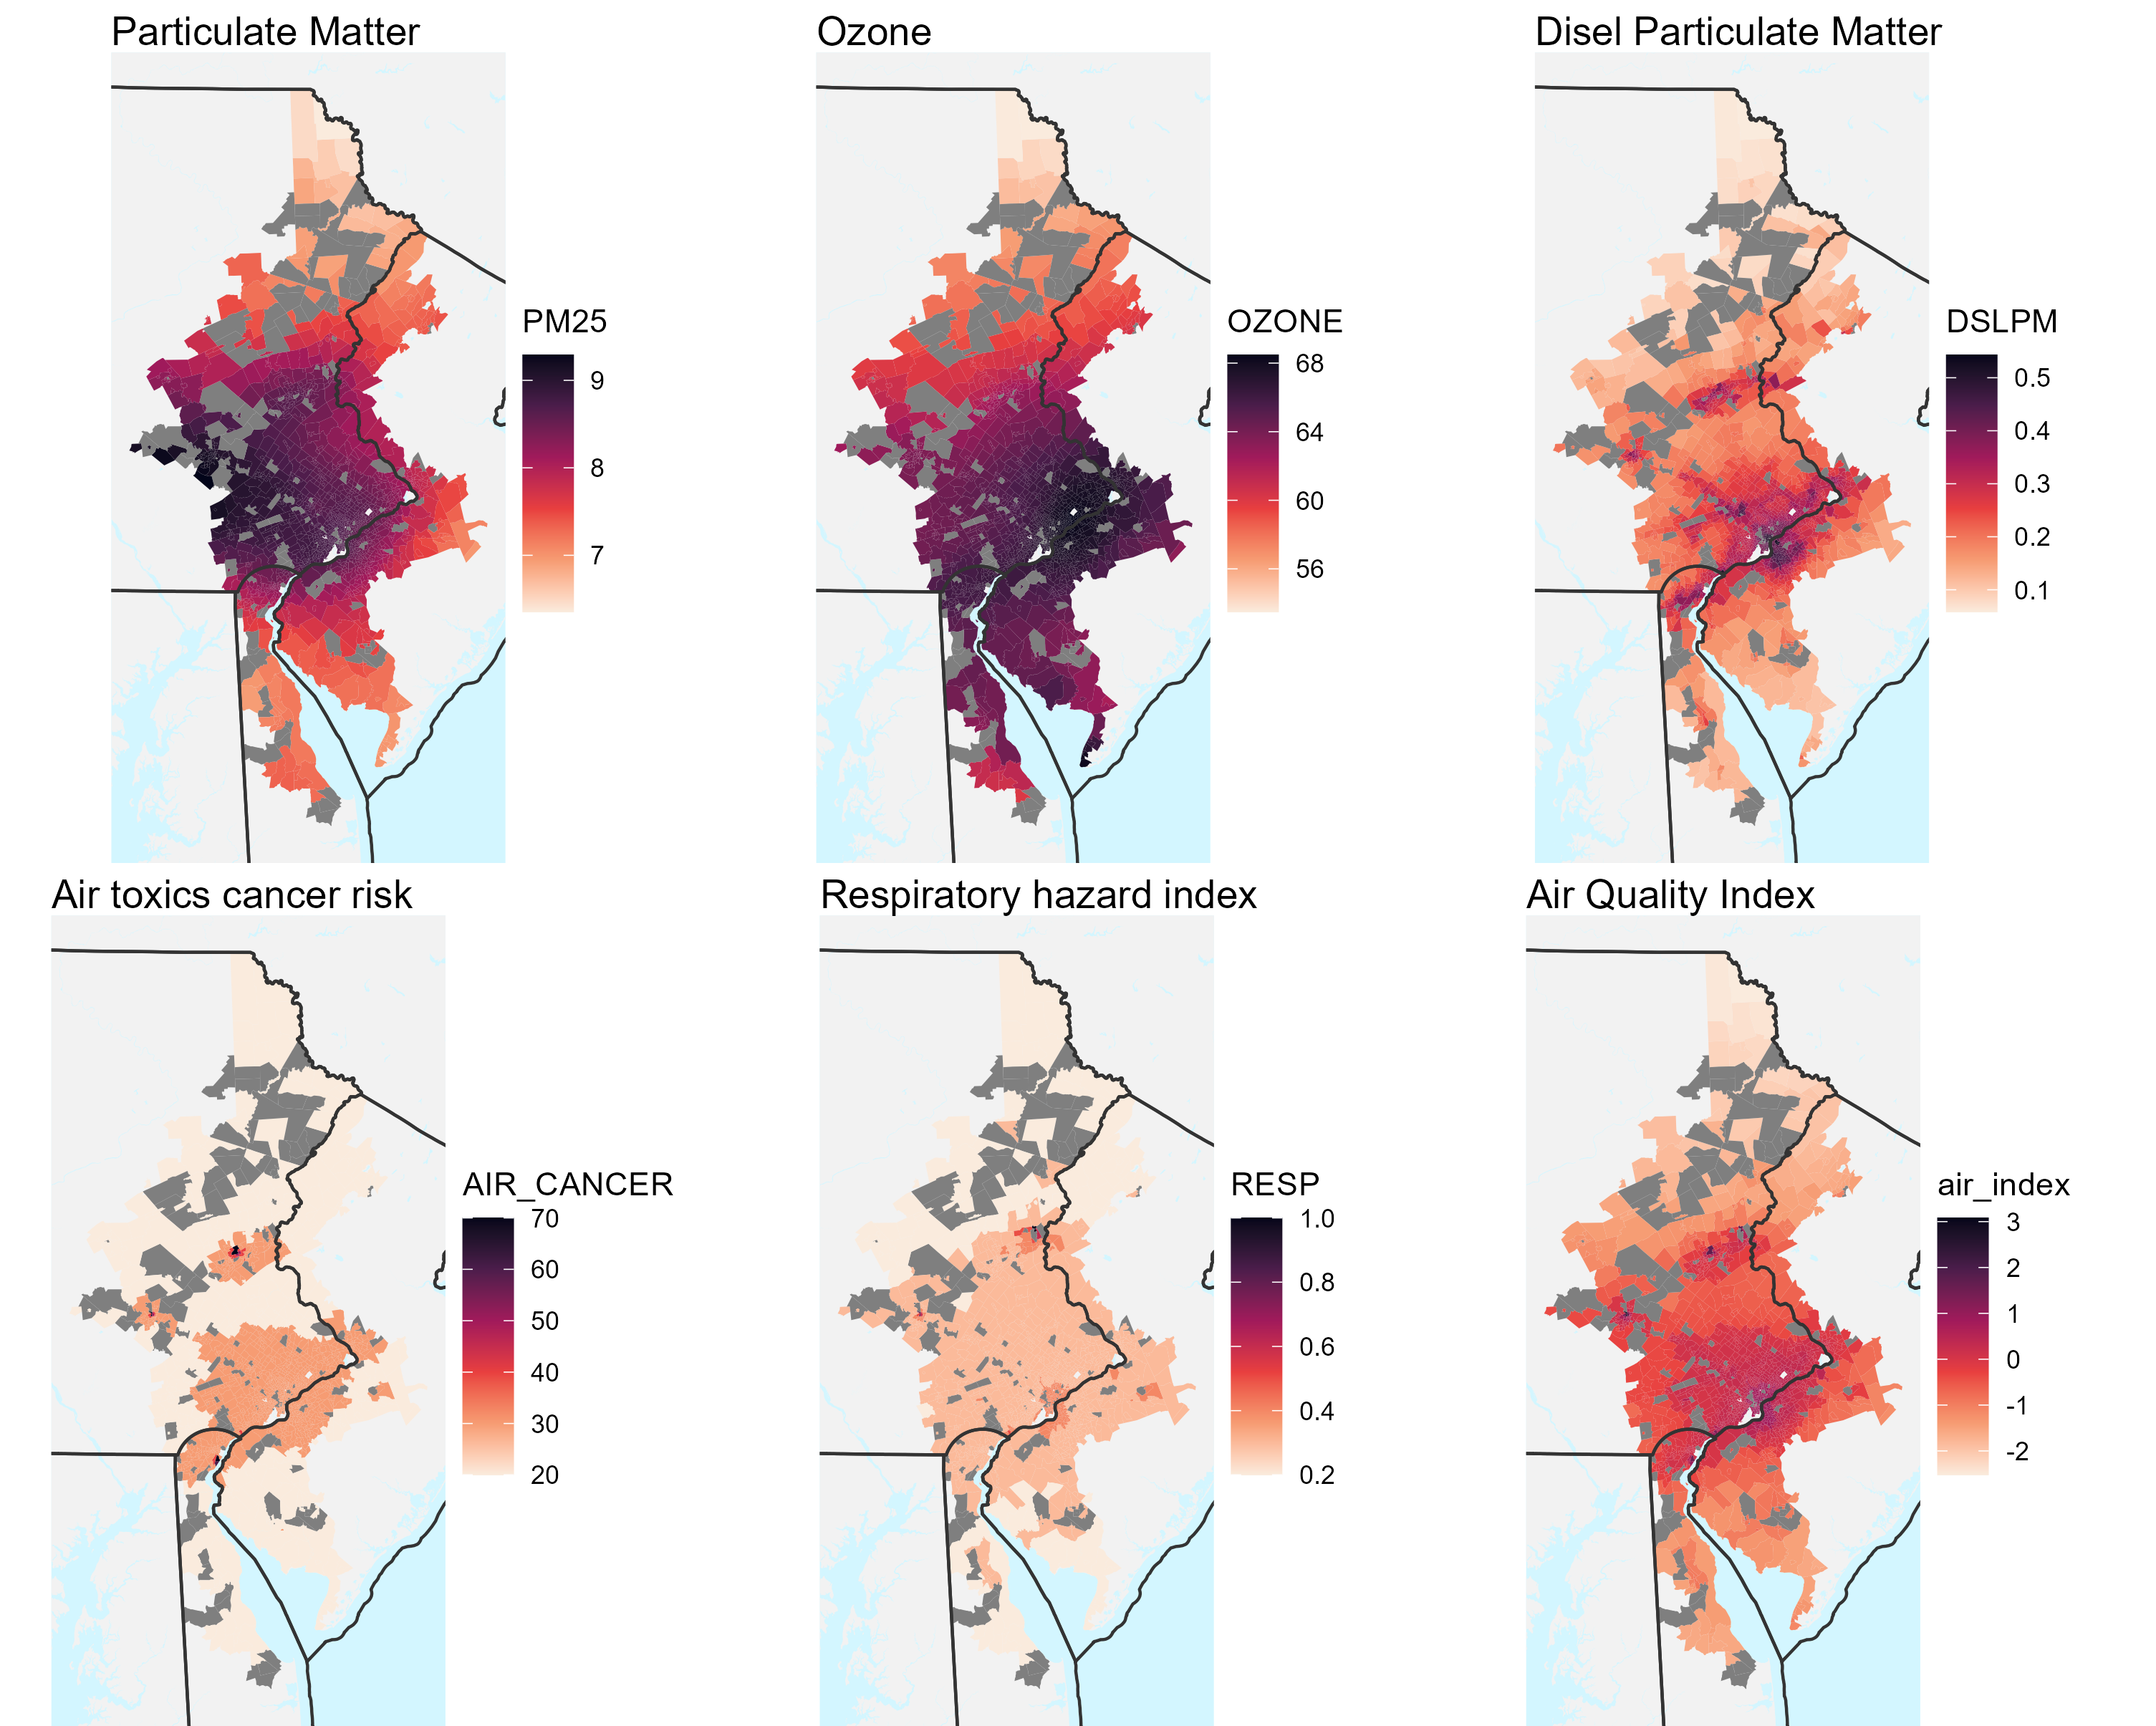 Particulate Matter
PM25
9
8
7
Ozone
OZONE
68
64
60
56
Disel Particulate Matter
DSLPM
0.5
0.4
0.3
0.2
0.1
Air toxics cancer risk
AIR_CANCER
70
60
50
40
30
20
Respiratory hazard index
RESP
1.0
0.8
0.6
0.4
0.2
Air Quality Index
air_index
3
2
1
0
-1
-2